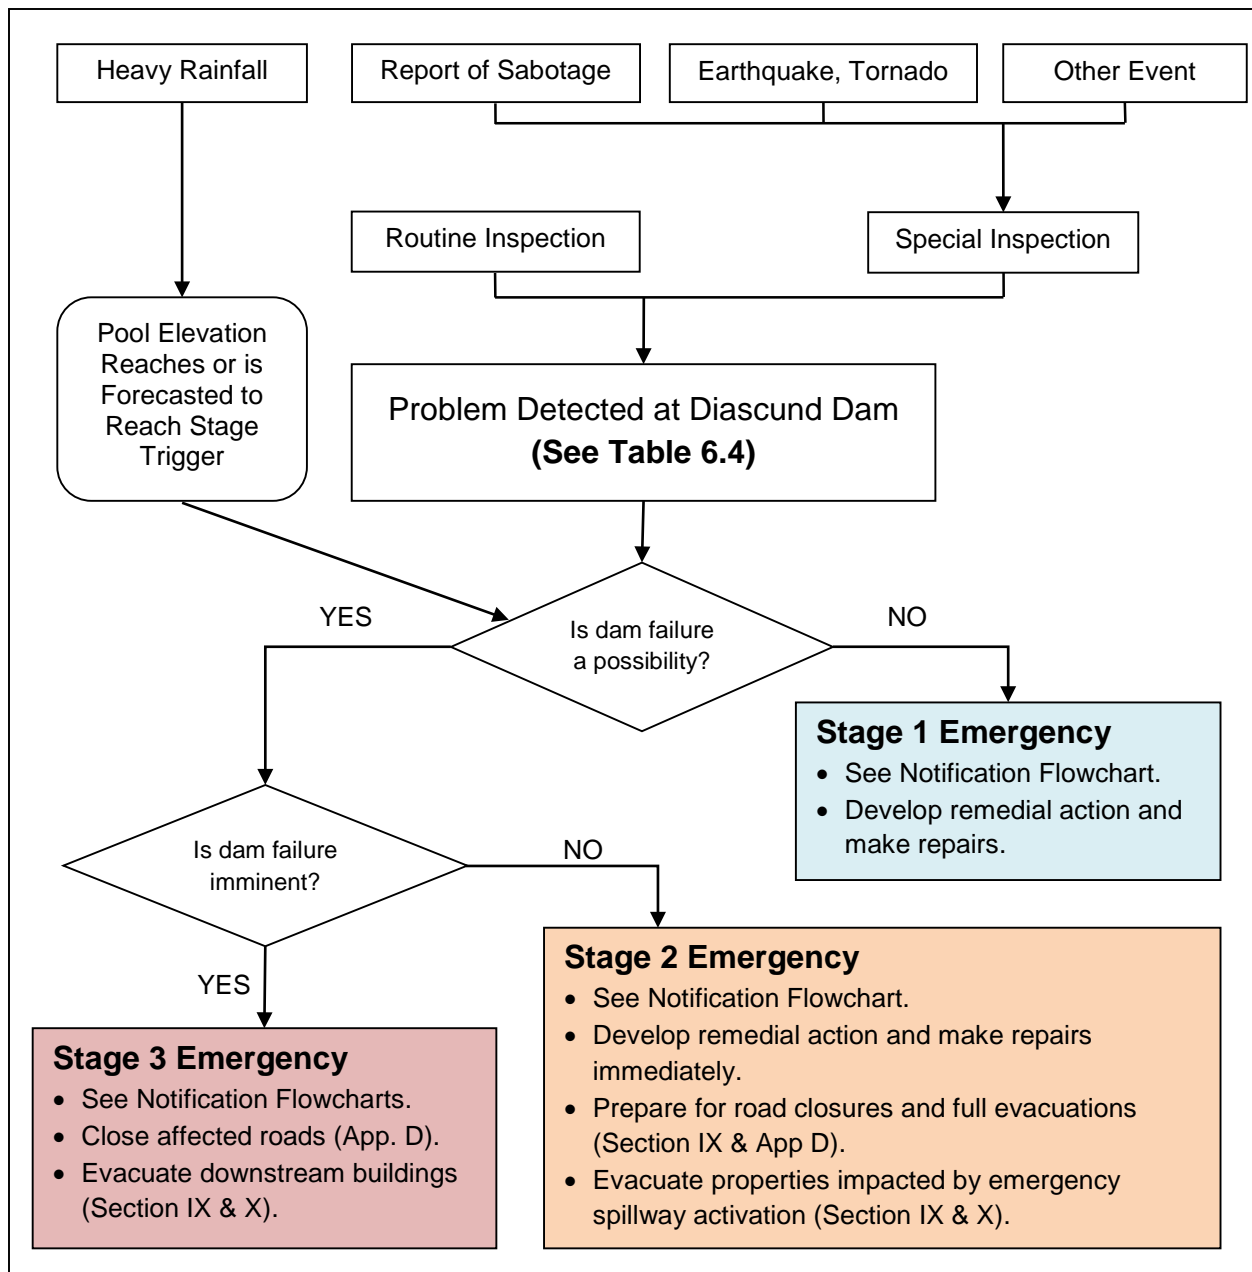 Heavy Rainfall
Report of Sabotage
Earthquake, Tornado
Other Event
Routine Inspection
Special Inspection
Pool Elevation
Reaches or is
Forecasted to
Reach Stage
Trigger
Problem Detected at Diascund Dam
(See Table 6.4)
YES
Is dam failure
a possibility?
NO
Stage 1 Emergency
• See Notification Flowchart.
• Develop remedial action and
make repairs.
Is dam failure
imminent?
NO
YES
Stage 2 Emergency
• See Notification Flowchart.
• Develop remedial action and make repairs
immediately.
• Prepare for road closures and full evacuations
(Section IX & App D).
• Evacuate properties impacted by emergency
spillway activation (Section IX & X).
Stage 3 Emergency
• See Notification Flowcharts.
• Close affected roads (App. D).
• Evacuate downstream buildings
(Section IX & X).